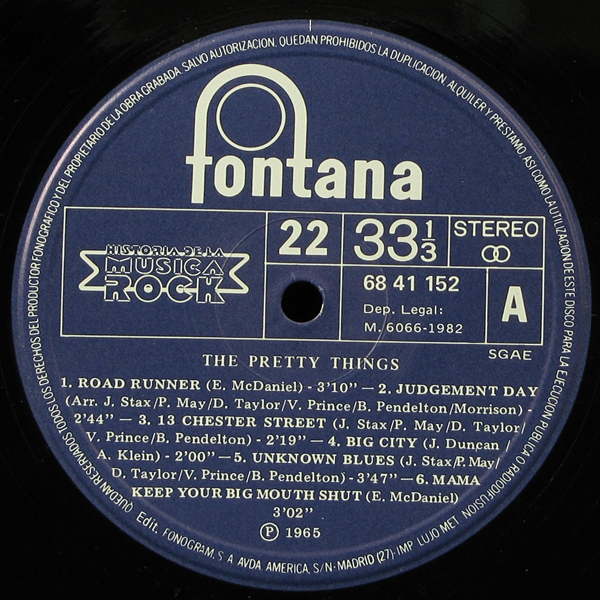 fontana
HISTORIA DE LA
MUSICA
ROCK
22
33 1/3
STEREO
68 41 152
Dep. Legal:
M. 6066-1982
A
SGAE
THE PRETTY THINGS
1. ROAD RUNNER (E. McDaniel) - 3'10" — 2. JUDGEMENT DAY
(Arr. J. Stax/P. May/D. Taylor/V. Prince/B. Pendelton/Morrison) -
2'44" — 3. 13 CHESTER STREET (J. Stax/P. May/D. Taylor/
V. Prince/B. Pendelton) - 2'19" — 4. BIG CITY (J. Duncan /
A. Klein) - 2'00" — 5. UNKNOWN BLUES (J. Stax/P. May/
D. Taylor/V. Prince/B. Pendelton) - 3'47" — 6. MAMA
KEEP YOUR BIG MOUTH SHUT (E. McDaniel)
3'02"
Ⓟ 1965
QUEDAN RESERVADOS TODOS LOS DERECHOS DEL PRODUCTOR FONOGRAFICO Y DEL PROPIETARIO DE LA OBRA GRABADA. SALVO AUTORIZACION, QUEDAN PROHIBIDOS LA DUPLICACION, ALQUILER Y PRESTAMO, ASI COMO LA UTILIZACION DE ESTE DISCO PARA LA EJECUCION PUBLICA O RADIODIFUSION
Edit. FONOGRAM, S. A. AVDA. AMERICA, S/N - MADRID (27) - IMP. LUJO MET.